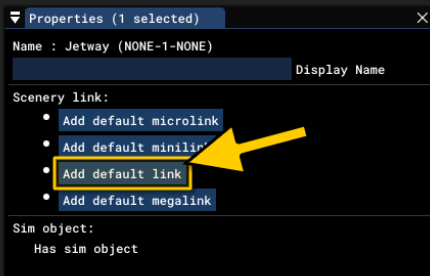 Properties (1 selected)
Name : Jetway (NONE-1-NONE)
Display Name
Scenery link:
Add default microlink
Add default minilink
Add default link
Add default megalink
Sim object:
Has sim object